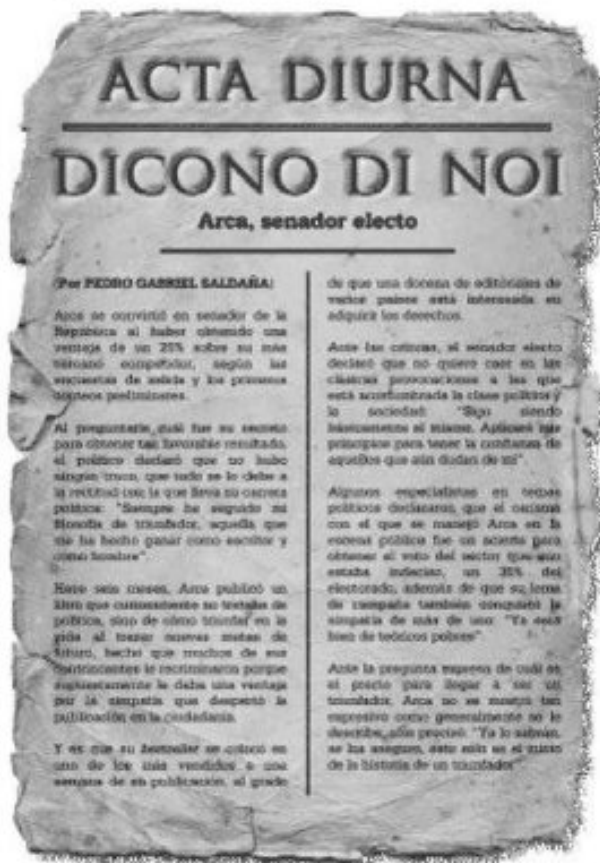 ACTA DIURNA
DICONO DI NOI
Arca, senador electo
(Por PEDRO GABRIEL SALDAÑA)
Arca se convirtió en senador de la
República al haber obtenido una
ventaja de un 25% sobre su más
cercano competidor, según las
encuestas de salida y los primeros
conteos preliminares.
Al preguntarle cuál fue su secreto
para obtener tan favorable resultado,
el político declaró que no hubo
ningún truco, que todo se lo debe a
la rectitud con la que lleva su carrera
política: "Siempre he seguido mi
filosofía de triunfador, aquella que
me ha hecho ganar como escritor y
como hombre".
Hace seis meses, Arca publicó un
libro que curiosamente no trataba de
política, sino de cómo triunfar en la
vida al trazar nuevas metas de
futuro, hecho que muchos de sus
contrincantes le recriminaron porque
supuestamente le daba una ventaja
por la simpatía que despertó la
publicación en la ciudadanía.
Y es que su bestseller se colocó en
uno de los más vendidos a una
semana de su publicación, al grado
de que una docena de editoriales de
varios países está interesada en
adquirir los derechos.
Ante las críticas, el senador electo
declaró que no quiere caer en las
clásicas provocaciones a las que
está acostumbrada la clase política y
la sociedad: "Sigo siendo
básicamente el mismo. Aplicaré mis
principios para tener la confianza de
aquellos que aún dudan de mí".
Algunos especialistas en temas
políticos declararon que el carisma
con el que se manejó Arca en la
escena pública fue un acierto para
obtener el voto del sector que aún
estaba indeciso, un 35% del
electorado, además de que su lema
de campaña también conquistó la
simpatía de más de uno: "Ya está
bien de teóricos pobres".
Ante la pregunta expresa de cuál es
el precio para llegar a ser un
triunfador, Arca no se mostró tan
expresivo como generalmente se le
describe, sólo precisó: "Ya lo sabrán,
se los aseguro, éste sólo es el inicio
de la historia de un triunfador".